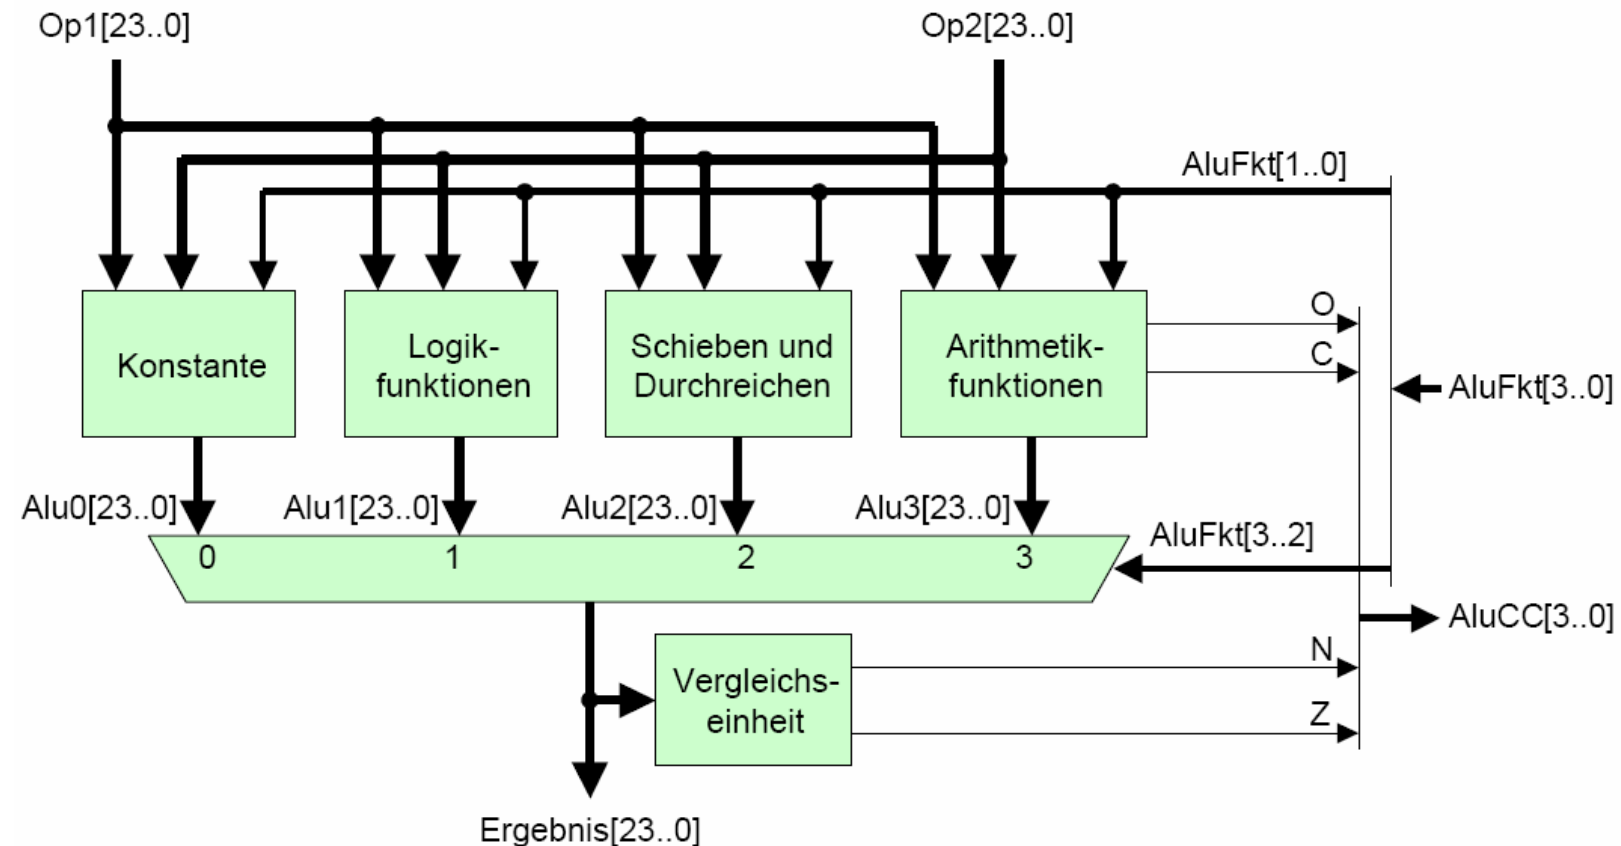 Op1[23..0]
Op2[23..0]
AluFkt[1..0]
Konstante
Logik-
funktionen
Schieben und
Durchreichen
Arithmetik-
funktionen
O
C
AluFkt[3..0]
Alu0[23..0]
Alu1[23..0]
Alu2[23..0]
Alu3[23..0]
AluFkt[3..2]
0
1
2
3
AluCC[3..0]
Vergleichs-
einheit
N
Z
Ergebnis[23..0]